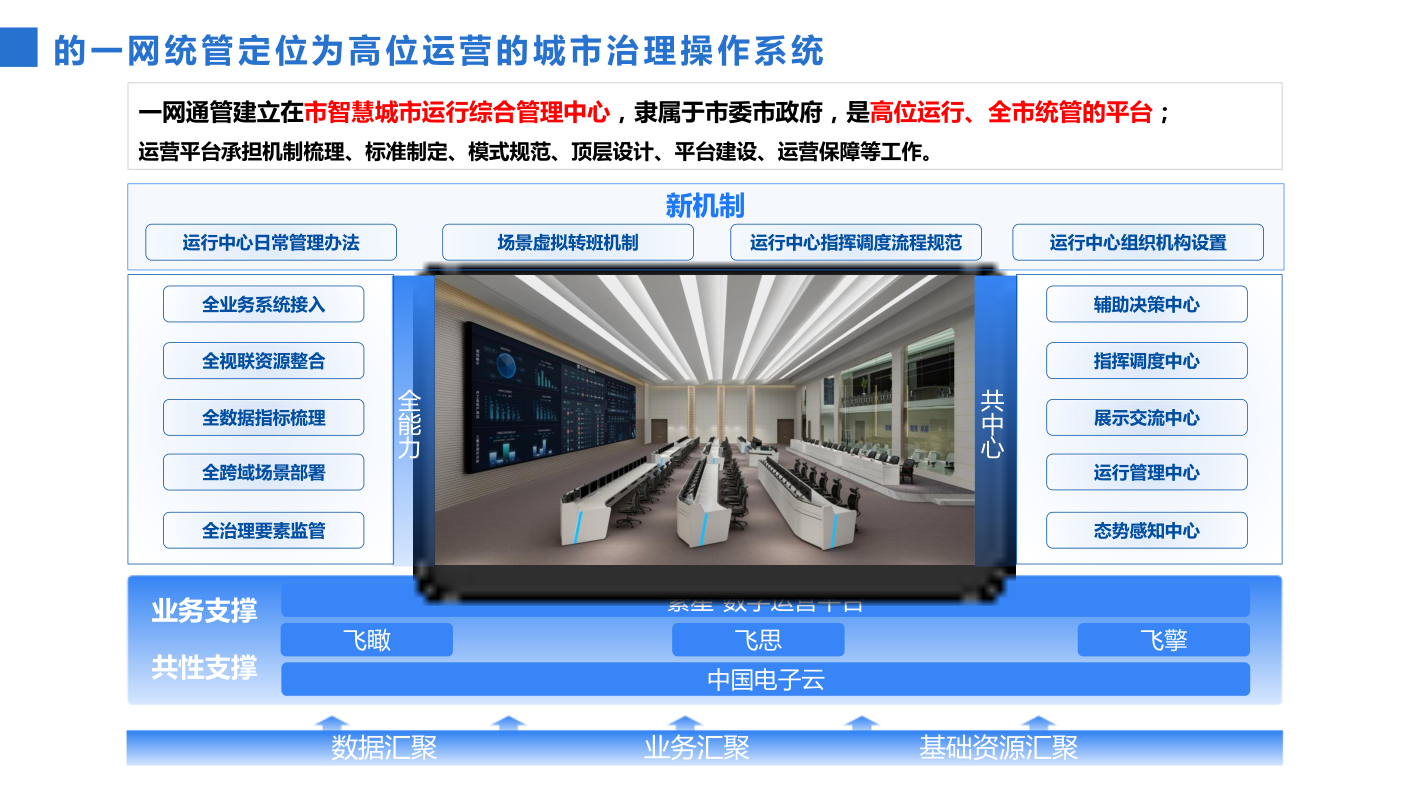 的一网统管定位为高位运营的城市治理操作系统
一网通管建立在市智慧城市运行综合管理中心，隶属于市委市政府，是高位运行、全市统管的平台；
运营平台承担机制梳理、标准制定、模式规范、顶层设计、平台建设、运营保障等工作。
新机制
运行中心日常管理办法
场景虚拟转班机制
运行中心指挥调度流程规范
运行中心组织机构设置
全业务系统接入
全视联资源整合
全数据指标梳理
全跨域场景部署
全治理要素监管
全能力
共中心
辅助决策中心
指挥调度中心
展示交流中心
运行管理中心
态势感知中心
业务支撑
共性支撑
数字运营平台
飞瞰
飞思
飞擎
中国电子云
数据汇聚
业务汇聚
基础资源汇聚